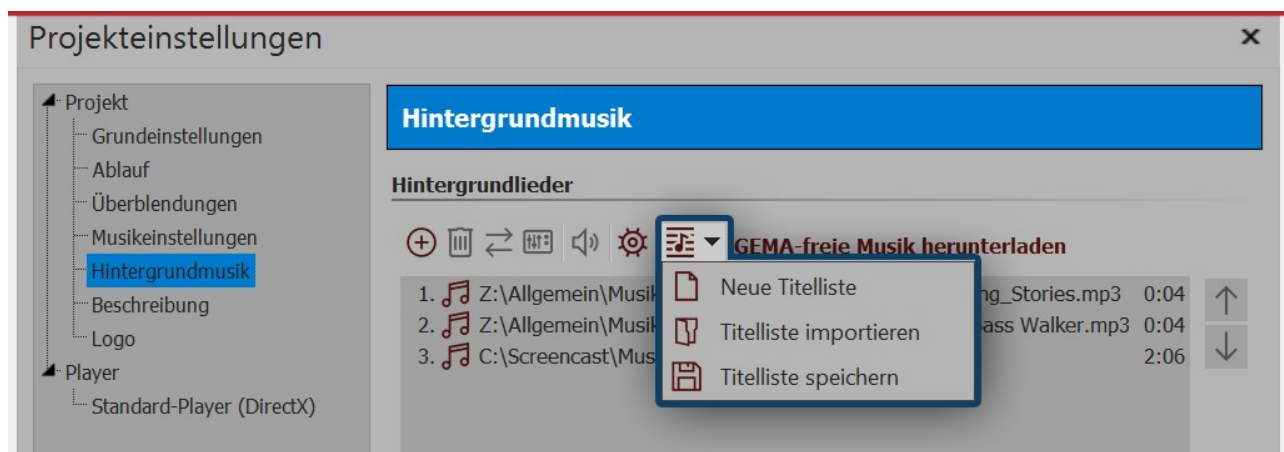 Projekteinstellungen
Projekt
Grundeinstellungen
Ablauf
Überblendungen
Musikeinstellungen
Hintergrundmusik
Beschreibung
Logo
Player
Standard-Player (DirectX)
Hintergrundmusik
Hintergrundlieder
GEMA-freie Musik herunterladen
Neue Titelliste
Titelliste importieren
Titelliste speichern
1. Z:\Allgemein\Musik ng_Stories.mp3 0:04
2. Z:\Allgemein\Musik ass Walker.mp3 0:04
3. C:\Screencast\Mus 2:06